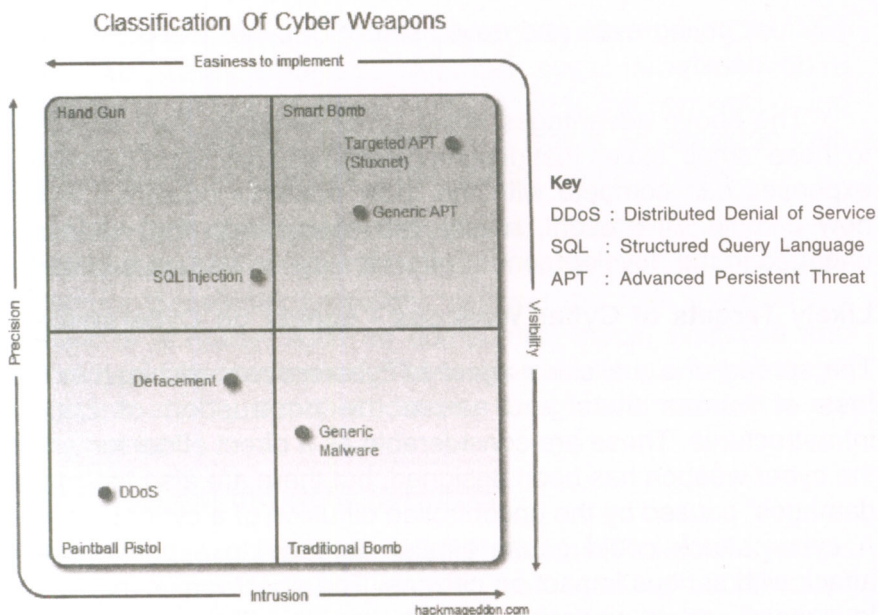 Classification Of Cyber Weapons
Easiness to implement
Hand Gun
Smart Bomb
Targeted APT
(Stuxnet)
Generic APT
SQL Injection
Precision
Visibility
Defacement
Generic
Malware
DDoS
Paintball Pistol
Traditional Bomb
Intrusion
hackmageddon.com
Key
DDoS : Distributed Denial of Service
SQL : Structured Query Language
APT : Advanced Persistent Threat